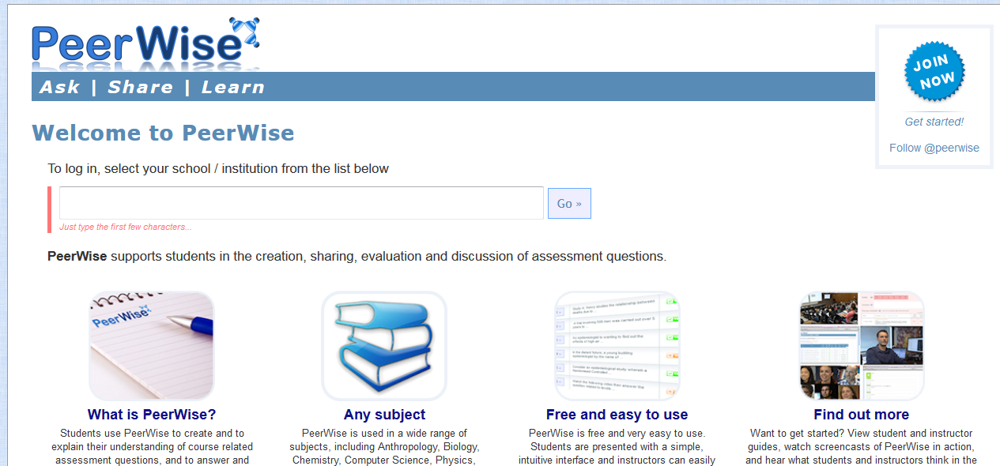 PeerWise
Ask | Share | Learn
JOIN
NOW
Get started!
Follow @peerwise
Welcome to PeerWise
To log in, select your school / institution from the list below
Go »
Just type the first few characters...
PeerWise supports students in the creation, sharing, evaluation and discussion of assessment questions.
PeerWise
What is PeerWise?
Students use PeerWise to create and to
explain their understanding of course related
assessment questions, and to answer and
Any subject
PeerWise is used in a wide range of
subjects, including Anthropology, Biology,
Chemistry, Computer Science, Physics,
Free and easy to use
PeerWise is free and very easy to use.
Students are presented with a simple,
intuitive interface and instructors can easily
Find out more
Want to get started? View student and instructor
guides, watch screencasts of PeerWise in action,
and hear what students and instructors think in the